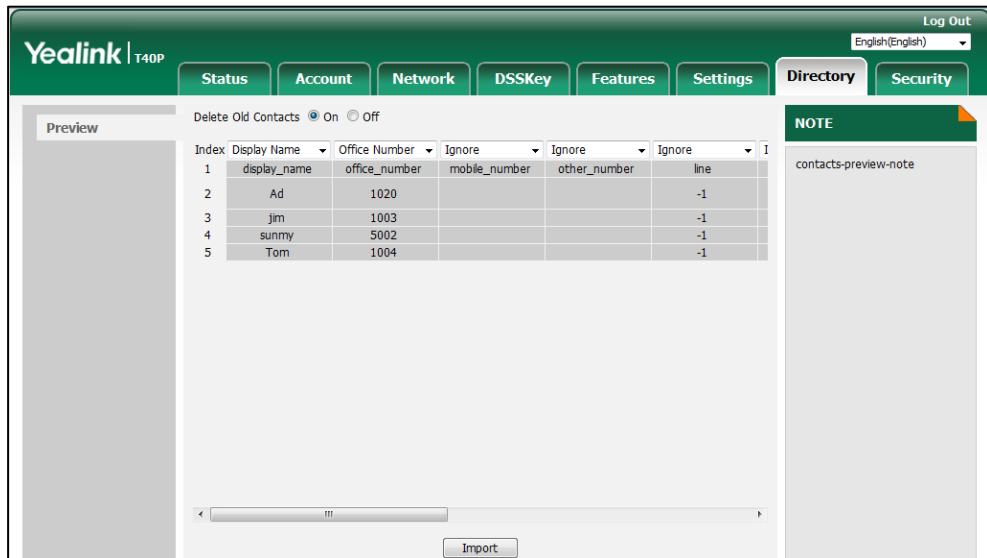 Log Out
Yealink | T40P
English(English)
Status Account Network DSSKey Features Settings Directory Security
Preview
Delete Old Contacts On Off
NOTE
Index Display Name Office Number Ignore Ignore Ignore
contacts-preview-note
1 display_name office_number mobile_number other_number line
2 Ad 1020 -1
3 jim 1003 -1
4 sunmy 5002 -1
5 Tom 1004 -1
Import